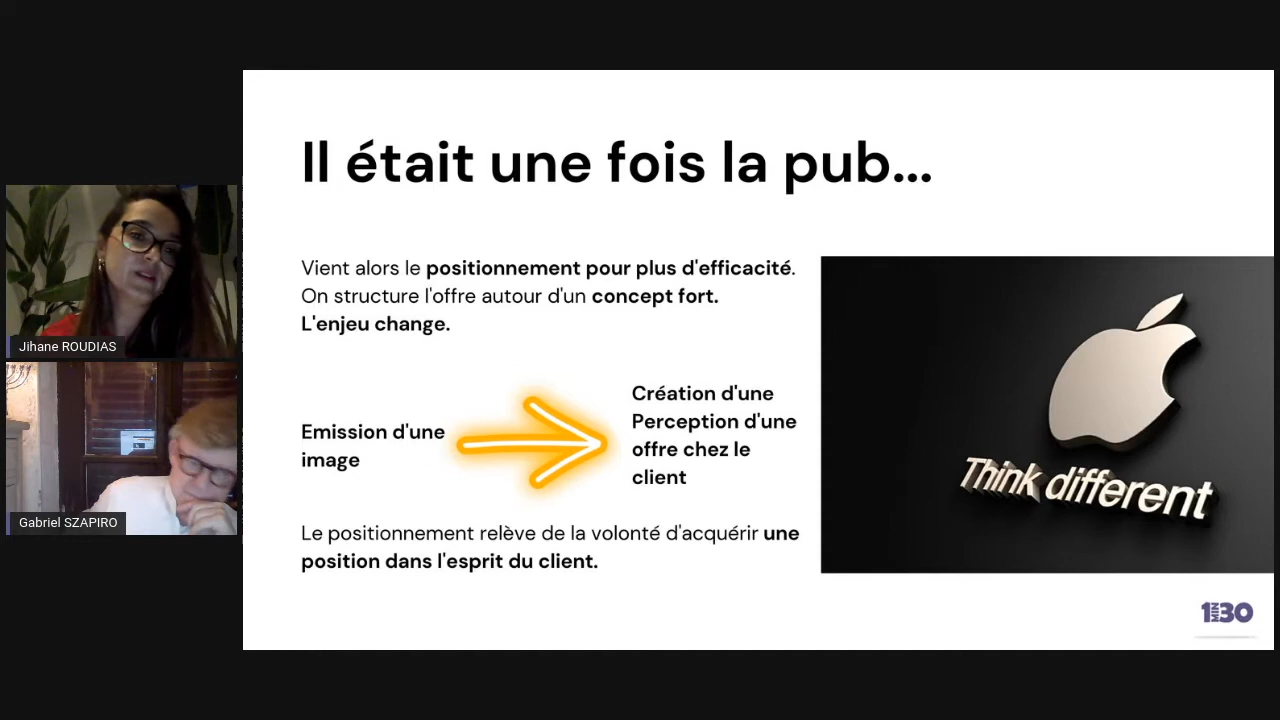 Il était une fois la pub...
Vient alors le positionnement pour plus d'efficacité.
On structure l'offre autour d'un concept fort.
L'enjeu change.
Emission d'une
image
Création d'une
Perception d'une
offre chez le
client
Le positionnement relève de la volonté d'acquérir une
position dans l'esprit du client.
Think different
1MIN30
Jihane ROUDIAS
Gabriel SZAPIRO